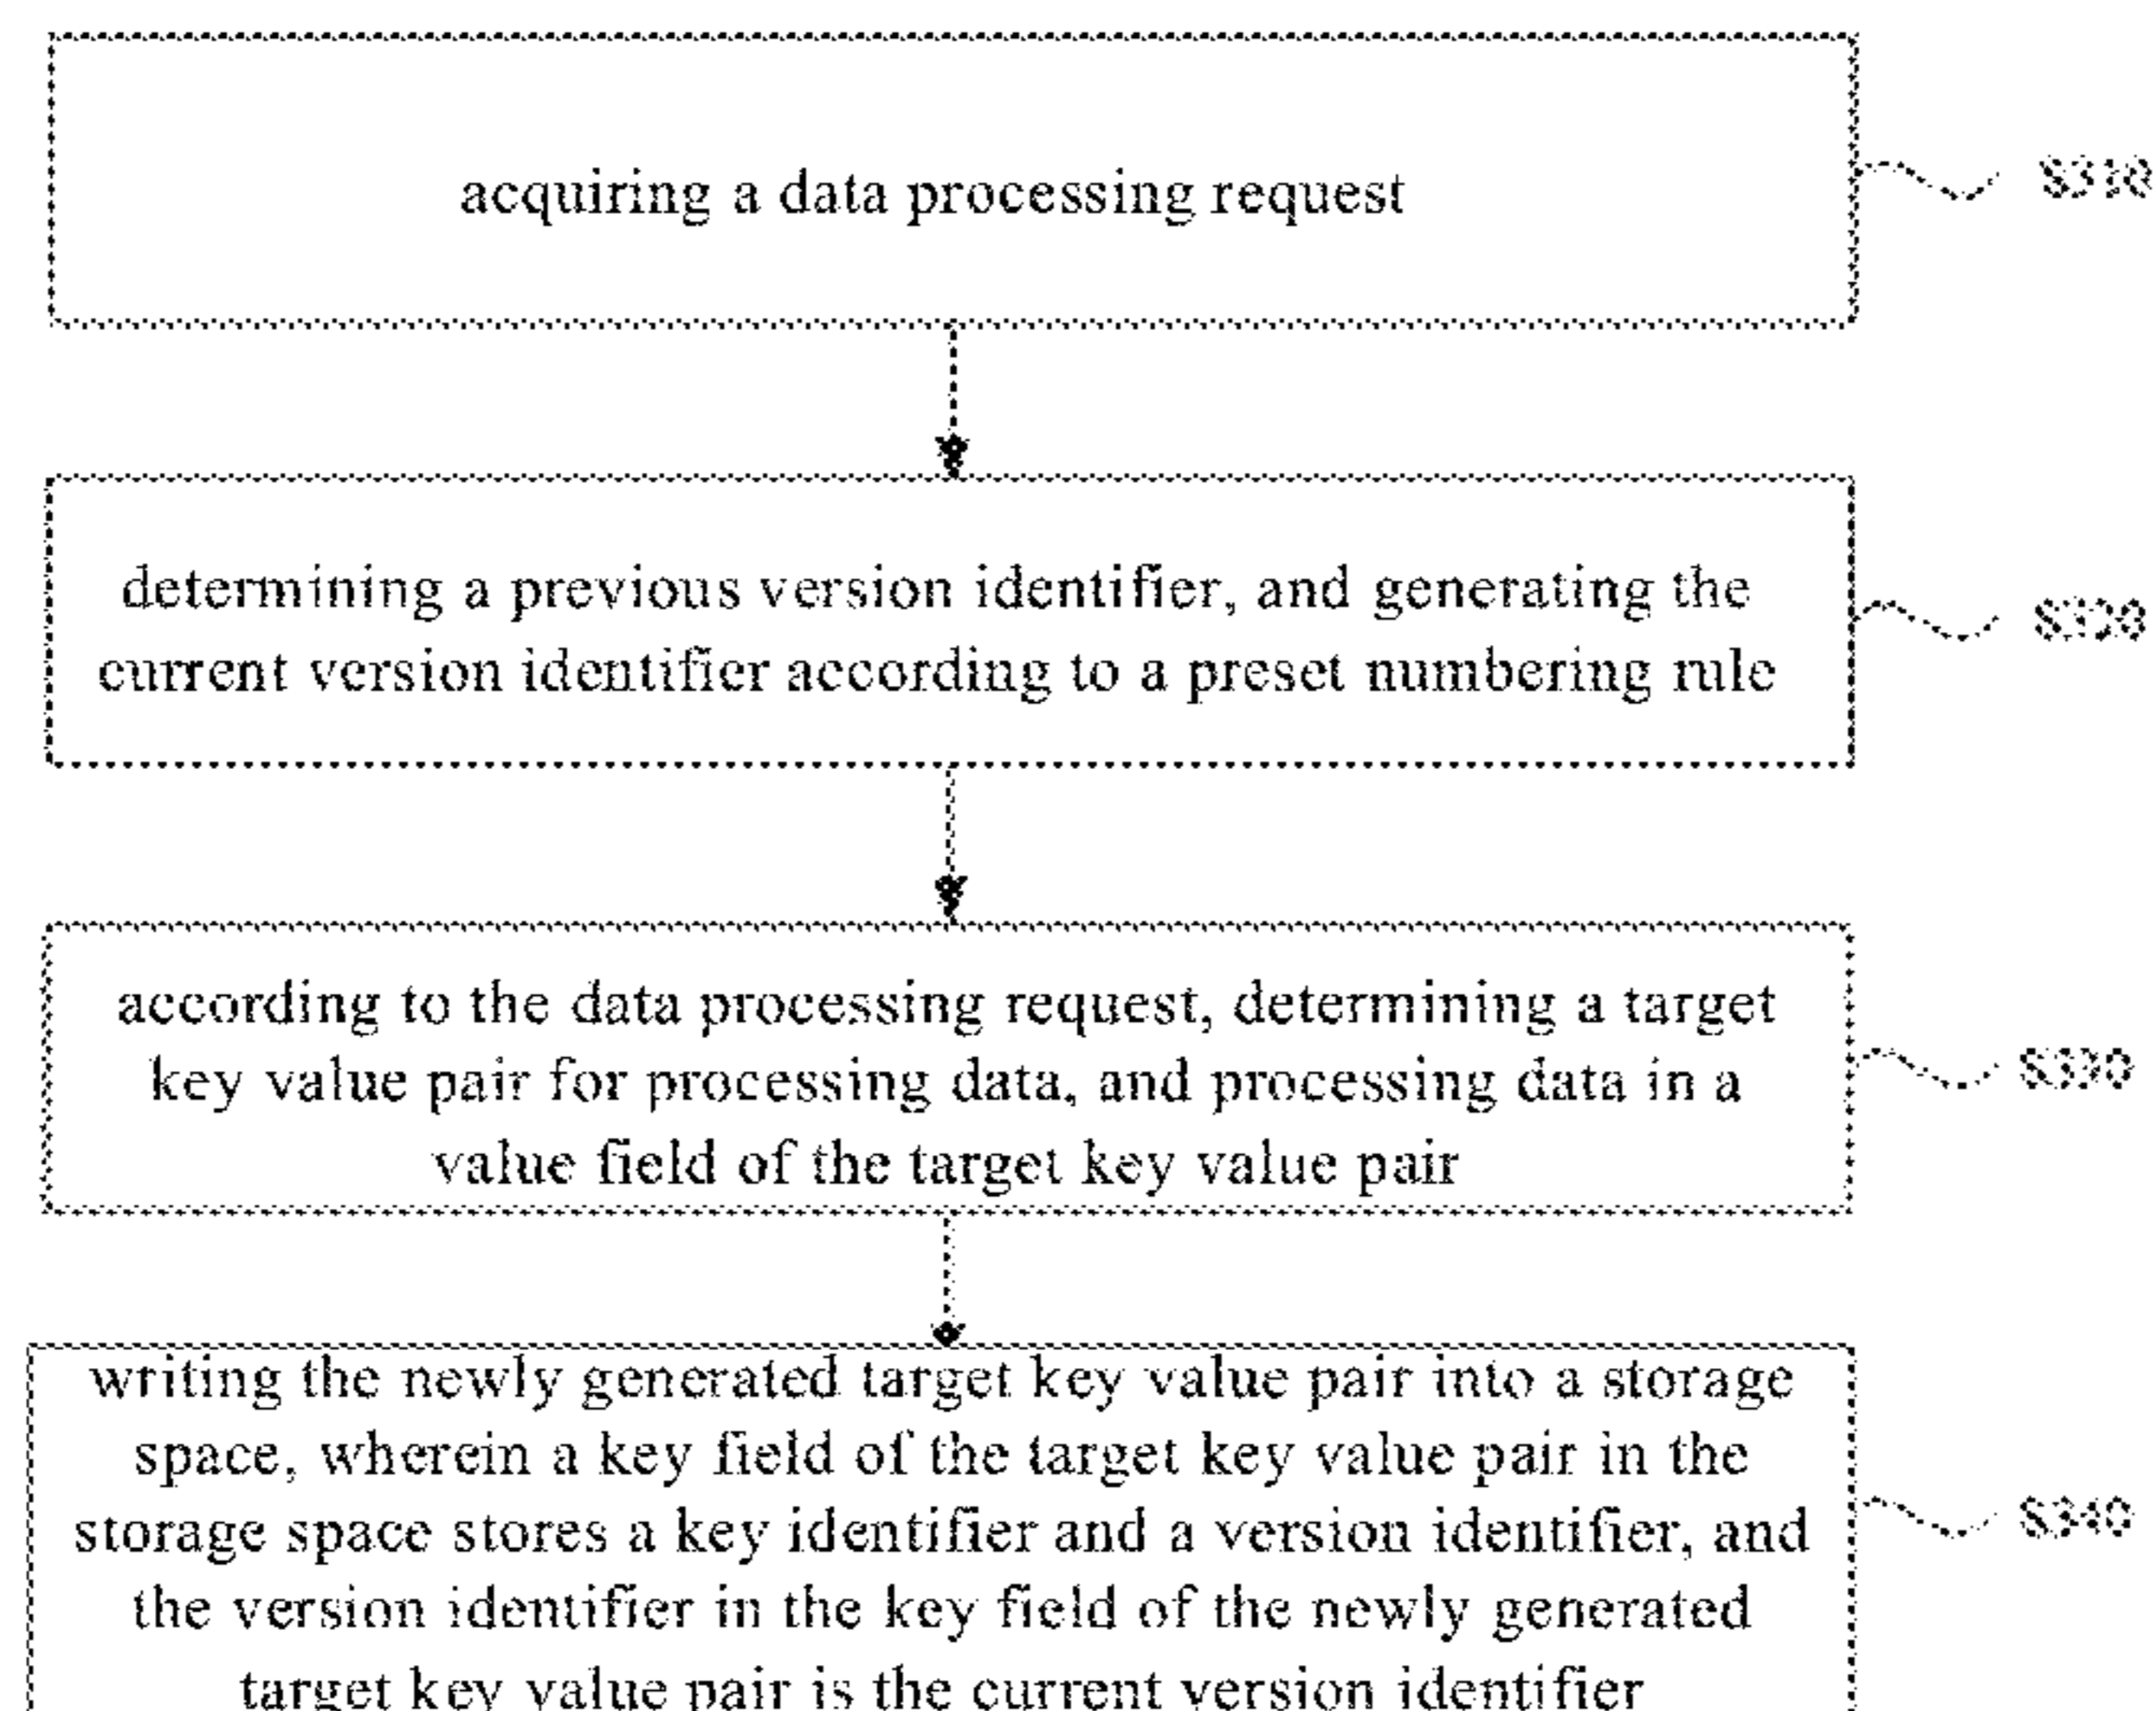 acquiring a data processing request
S310
determining a previous version identifier, and generating the
current version identifier according to a preset numbering rule
S320
according to the data processing request, determining a target
key value pair for processing data, and processing data in a
value field of the target key value pair
S330
writing the newly generated target key value pair into a storage
space, wherein a key field of the target key value pair in the
storage space stores a key identifier and a version identifier, and
the version identifier in the key field of the newly generated
target key value pair is the current version identifier
S340